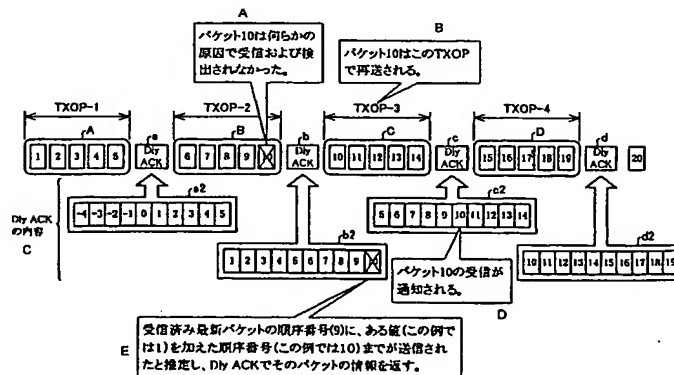 A
B
パケット10は何らかの
原因で受信および検
出されなかった。
パケット10はこのTXOP
で再送される。
TXOP-1
TXOP-2
TXOP-3
TXOP-4
A
a
B
b
C
c
D
d
1 2 3 4 5
Dly
ACK
6 7 8 9 10
Dly
ACK
10 11 12 13 14
Dly
ACK
15 16 17 18 19
Dly
ACK
20
Dly ACK
の内容
C
a2
-4 -3 -2 -1 0 1 2 3 4 5
b2
1 2 3 4 5 6 7 8 9 10
c2
5 6 7 8 9 10 11 12 13 14
d2
10 11 12 13 14 15 16 17 18 19
パケット10の受信が
通知される。
D
E
受信済み最新パケットの順序番号(9)に、ある値(この例で
は1)を加えた順序番号(この例では10)までが送信され
たと推定し、Dly ACKでそのパケットの情報を返す。